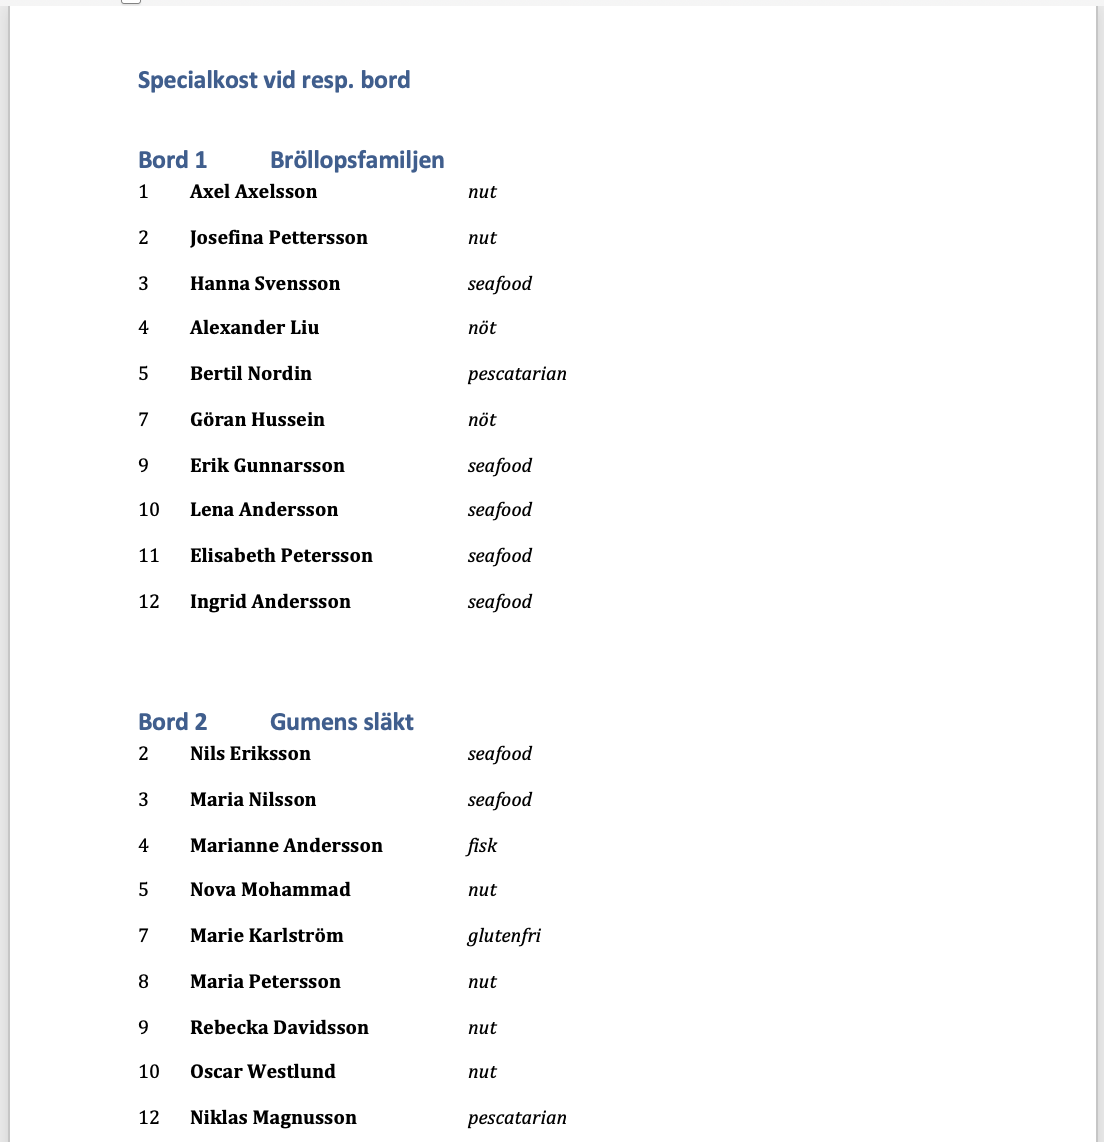 Specialkost vid resp. bord
Bord 1 Bröllopsfamiljen
1 Axel Axelsson nut
2 Josefina Pettersson nut
3 Hanna Svensson seafood
4 Alexander Liu nöt
5 Bertil Nordin pescatarian
7 Göran Hussein nöt
9 Erik Gunnarsson seafood
10 Lena Andersson seafood
11 Elisabeth Petersson seafood
12 Ingrid Andersson seafood
Bord 2 Gumens släkt
2 Nils Eriksson seafood
3 Maria Nilsson seafood
4 Marianne Andersson fisk
5 Nova Mohammad nut
7 Marie Karlström glutenfri
8 Maria Petersson nut
9 Rebecka Davidsson nut
10 Oscar Westlund nut
12 Niklas Magnusson pescatarian